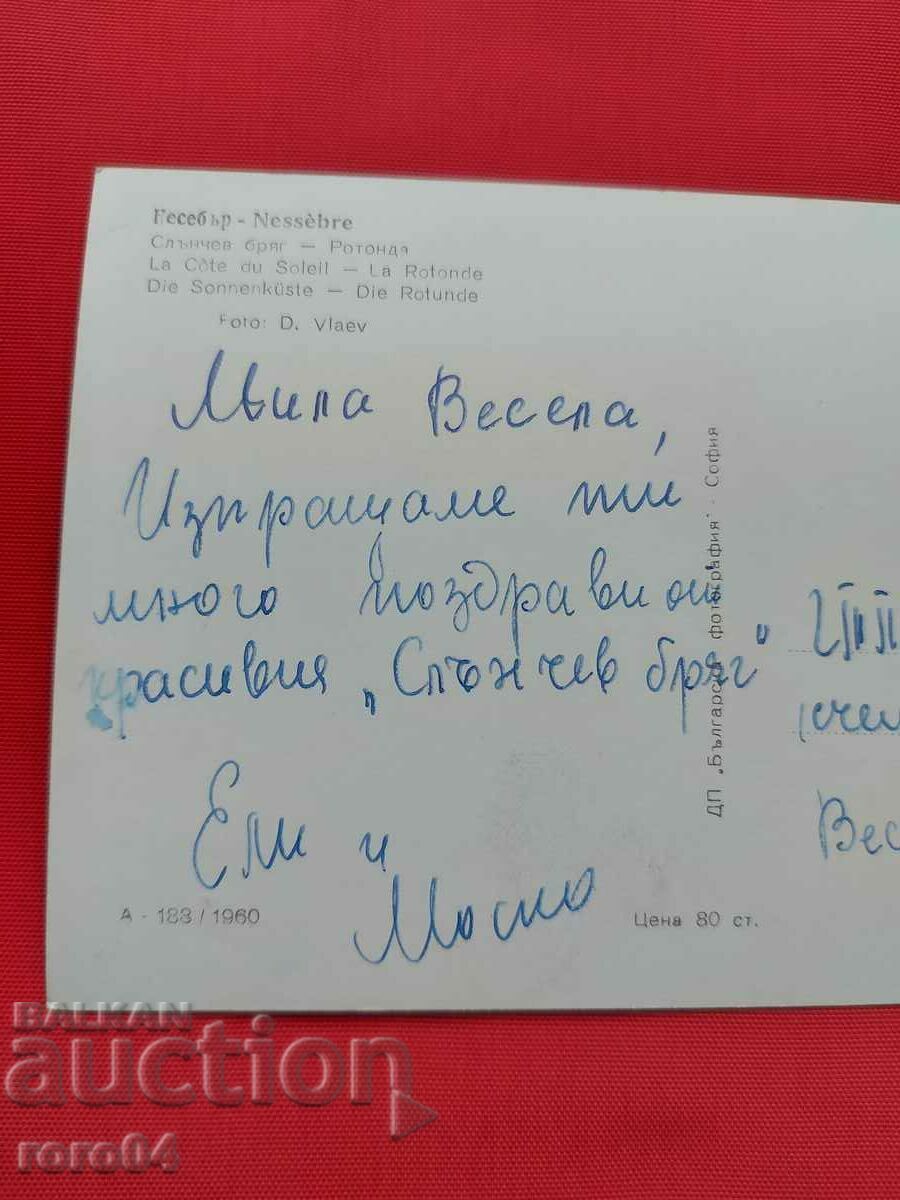 Несебър - Nessèbre
Слънчев бряг — Ротонда
La Côte du Soleil — La Rotonde
Die Sonnenküste — Die Rotunde
Foto: D. Vlaev
Мила Весела,
Изпращаме ти
много поздрави от
красивия „Слънчев бряг"
Ели и
A - 183 / 1960
Цена 80 ст.
ДП „Българска фотография" · София
Вес
BALKAN
auction
roro04